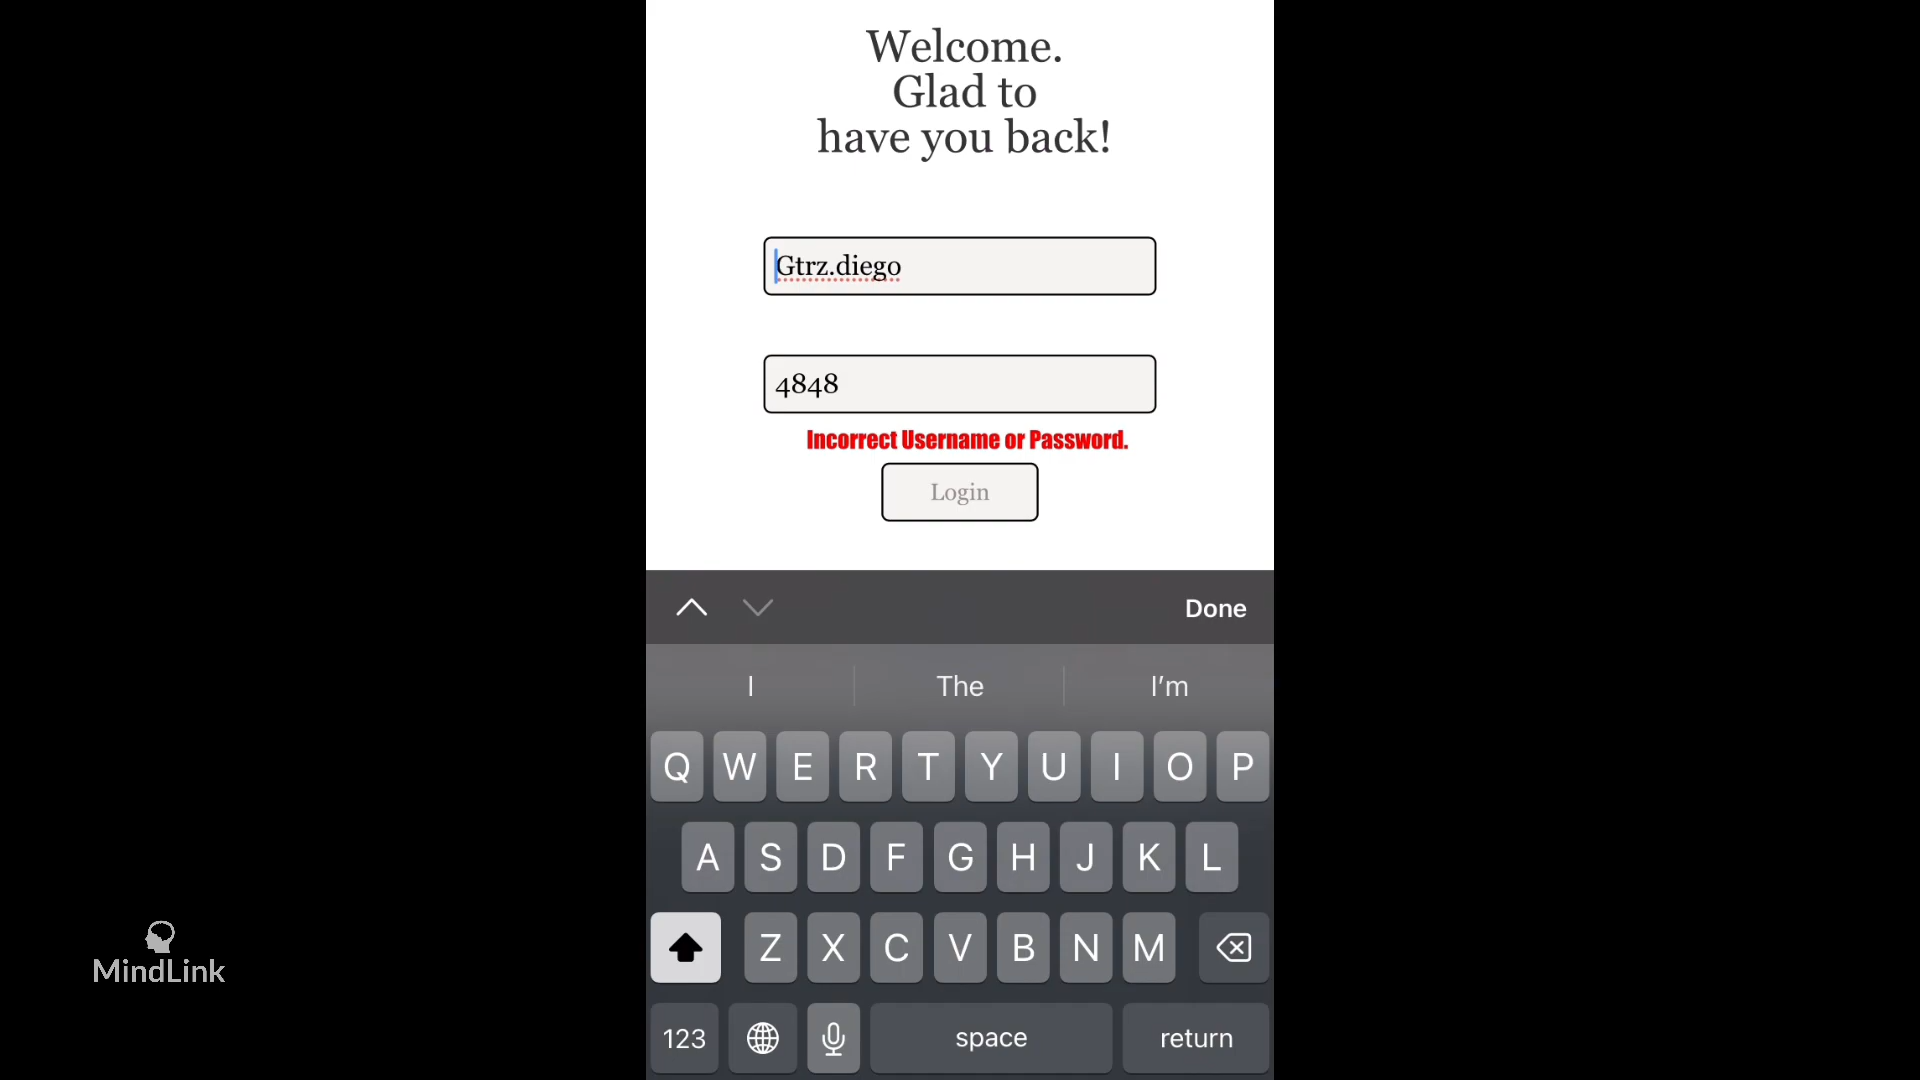 Welcome.
Glad to
have you back!
Gtrz.diego
4848
Incorrect Username or Password.
Login
Done
I The I'm
Q W E R T Y U I O P
A S D F G H J K L
Z X C V B N M
123 space return
MindLink